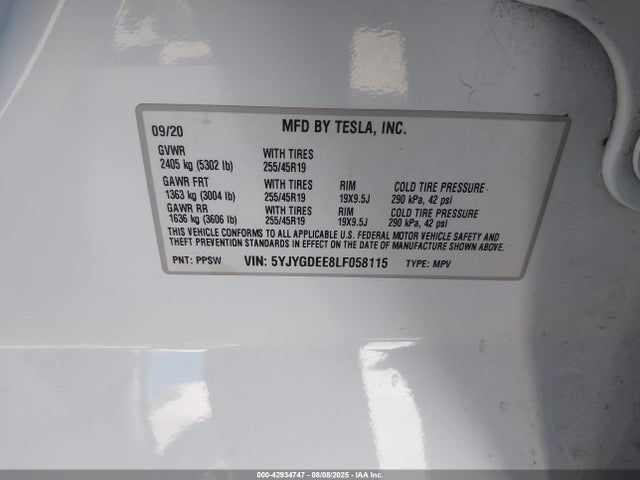 09/20 MFD BY TESLA, INC.
GVWR WITH TIRES
2405 kg (5302 lb) 255/45R19
GAWR FRT WITH TIRES RIM COLD TIRE PRESSURE
1363 kg (3004 lb) 255/45R19 19X9.5J 290 kPa, 42 psi
GAWR RR WITH TIRES RIM COLD TIRE PRESSURE
1636 kg (3606 lb) 255/45R19 19X9.5J 290 kPa, 42 psi
THIS VEHICLE CONFORMS TO ALL APPLICABLE U.S. FEDERAL MOTOR VEHICLE SAFETY AND
THEFT PREVENTION STANDARDS IN EFFECT ON THE DATE OF MANUFACTURE SHOWN ABOVE.
PNT: PPSW VIN: 5YJYGDEE8LF058115 TYPE: MPV
000-42934747 - 08/08/2025 - IAA Inc.